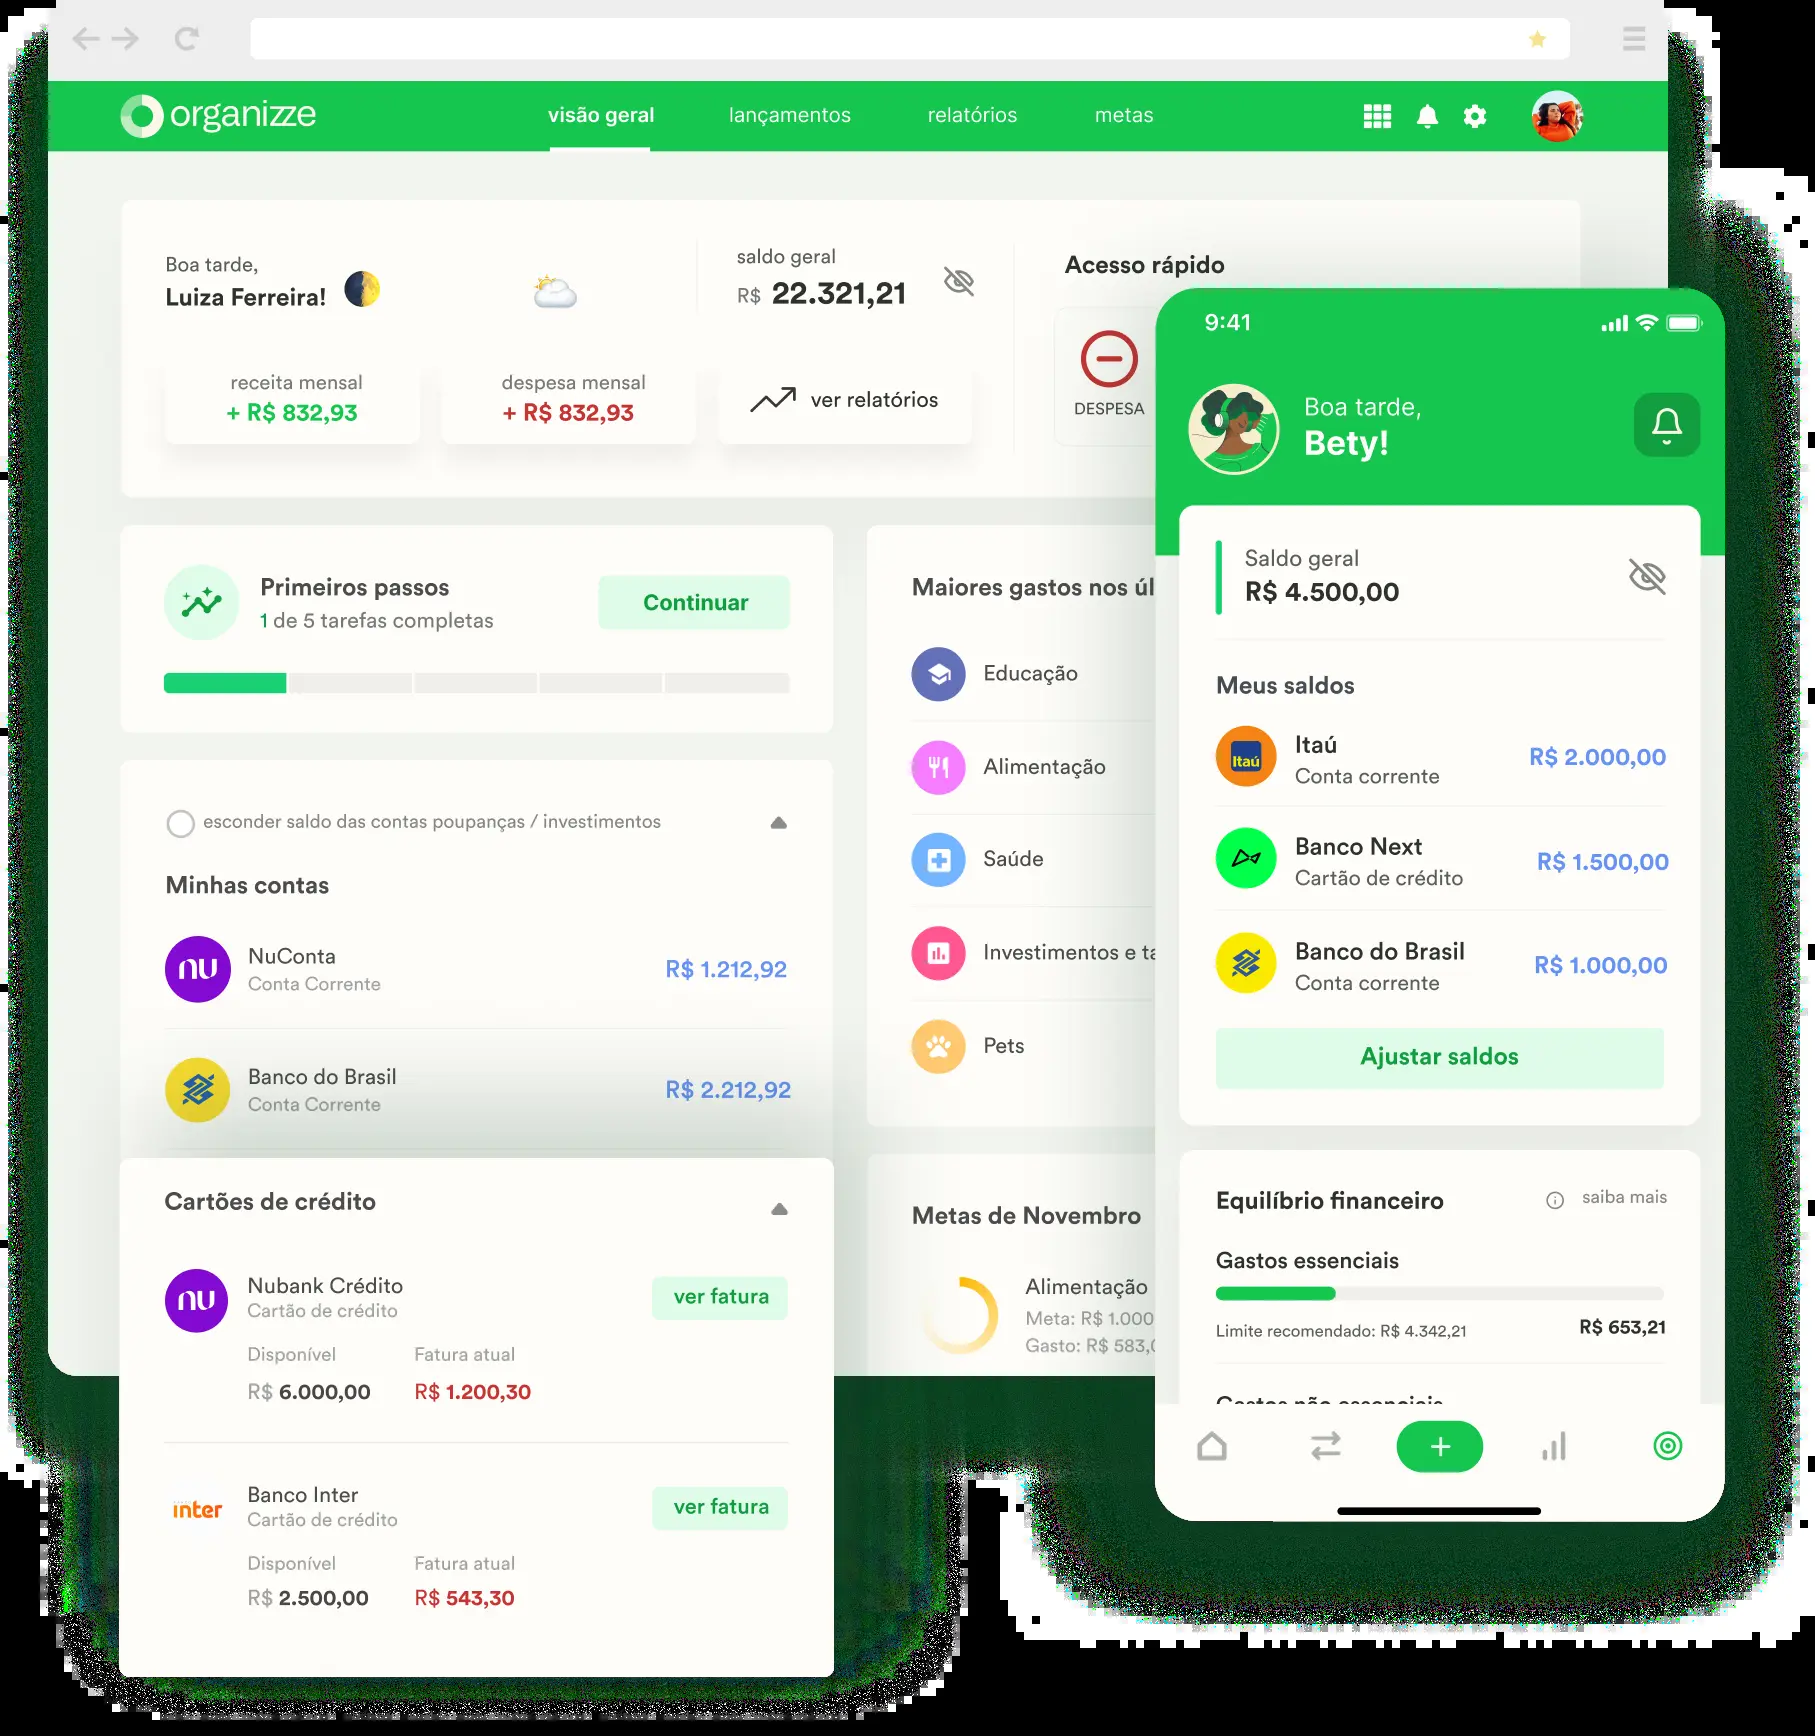 organizze
visão geral
lançamentos
relatórios
metas
Boa tarde,
Luiza Ferreira!
saldo geral
R$ 22.321,21
receita mensal
+ R$ 832,93
despesa mensal
+ R$ 832,93
ver relatórios
Acesso rápido
DESPESA
Primeiros passos
1 de 5 tarefas completas
Continuar
esconder saldo das contas poupanças / investimentos
Minhas contas
nu
NuConta
Conta Corrente
R$ 1.212,92
Banco do Brasil
Conta Corrente
R$ 2.212,92
Cartões de crédito
nu
Nubank Crédito
Cartão de crédito
ver fatura
Disponível
Fatura atual
R$ 6.000,00
R$ 1.200,30
inter
Banco Inter
Cartão de crédito
ver fatura
Disponível
Fatura atual
R$ 2.500,00
R$ 543,30
Maiores gastos nos úl
Educação
Alimentação
Saúde
Investimentos e ta
Pets
Metas de Novembro
Alimentação
Meta: R$ 1.000
Gasto: R$ 583,
9:41
Boa tarde,
Bety!
Saldo geral
R$ 4.500,00
Meus saldos
Itaú
Itaú
Conta corrente
R$ 2.000,00
Banco Next
Cartão de crédito
R$ 1.500,00
Banco do Brasil
Conta corrente
R$ 1.000,00
Ajustar saldos
Equilíbrio financeiro
saiba mais
Gastos essenciais
Limite recomendado: R$ 4.342,21
R$ 653,21
Gastos não essenciais